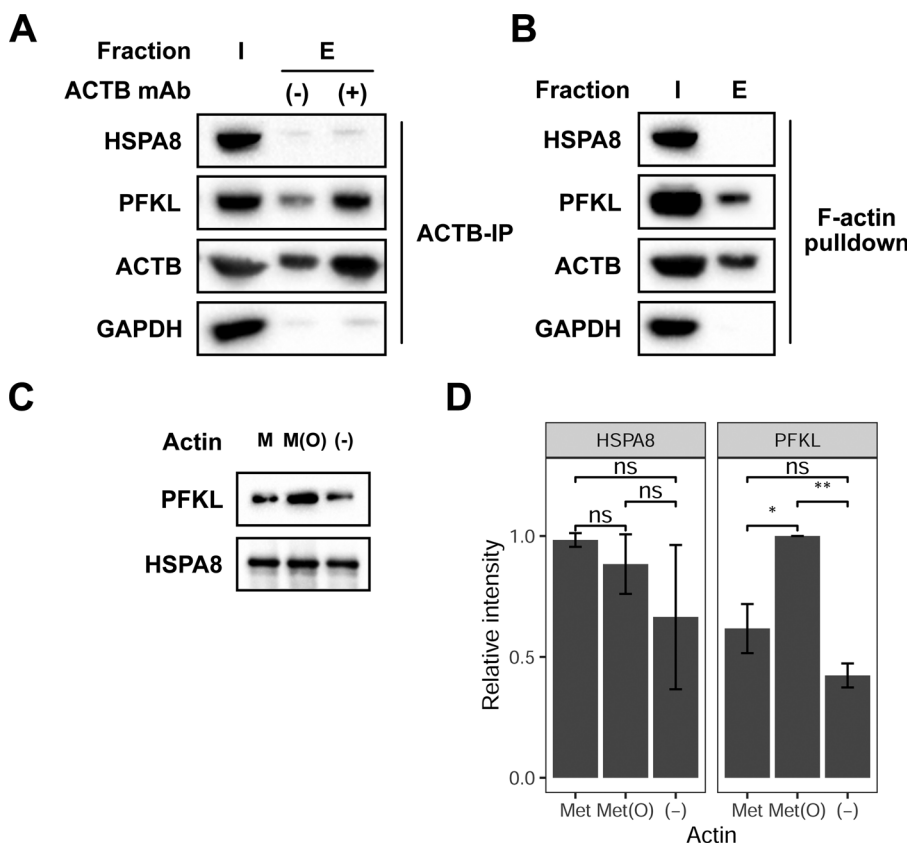 A
Fraction I E
ACTB mAb (-) (+)
HSPA8
PFKL
ACTB
GAPDH
ACTB-IP
B
Fraction I E
HSPA8
PFKL
ACTB
GAPDH
F-actin
pulldown
C
Actin M M(O) (-)
PFKL
HSPA8
D
HSPA8 PFKL
ns ns
ns **
ns *
Relative intensity
1.0
0.5
0.0
Met Met(O) (−) Met Met(O) (−)
Actin